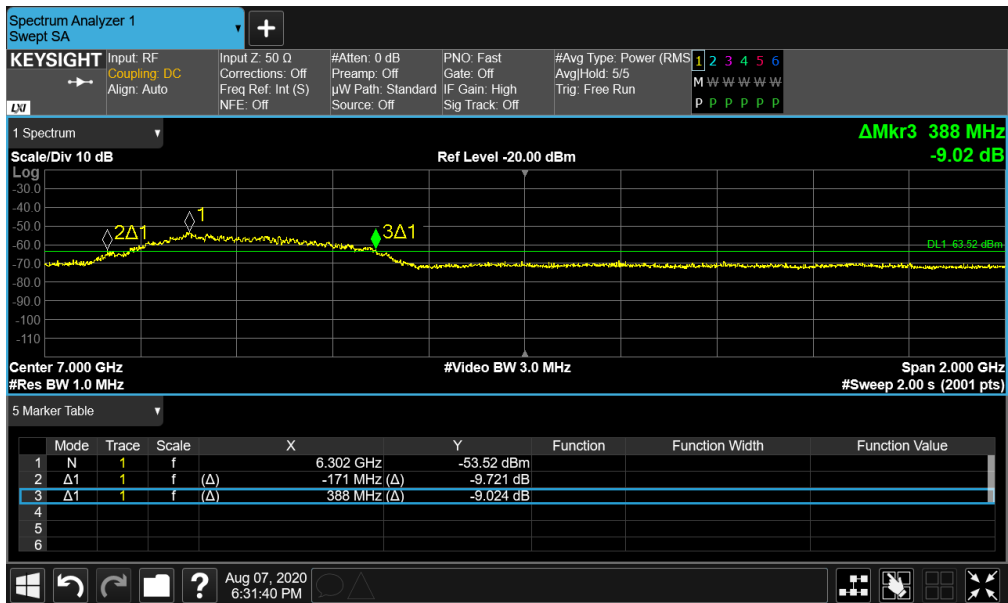 Spectrum Analyzer 1
Swept SA
KEYSIGHT
LXI
Input: RF
Coupling: DC
Align: Auto
Input Z: 50 Ω
Corrections: Off
Freq Ref: Int (S)
NFE: Off
#Atten: 0 dB
Preamp: Off
µW Path: Standard
Source: Off
PNO: Fast
Gate: Off
IF Gain: High
Sig Track: Off
#Avg Type: Power (RMS
Avg|Hold: 5/5
Trig: Free Run
1 2 3 4 5 6
M W W W W W
P P P P P P
1 Spectrum
ΔMkr3 388 MHz
-9.02 dB
Scale/Div 10 dB
Ref Level -20.00 dBm
Log
-30.0
-40.0
-50.0
-60.0
-70.0
-80.0
-90.0
-100
-110
1
2Δ1
3Δ1
DL1 -63.52 dBm
Center 7.000 GHz
#Video BW 3.0 MHz
Span 2.000 GHz
#Res BW 1.0 MHz
#Sweep 2.00 s (2001 pts)
5 Marker Table
Mode Trace Scale X Y Function Function Width Function Value
1 N 1 f 6.302 GHz -53.52 dBm
2 Δ1 1 f (Δ) -171 MHz (Δ) -9.721 dB
3 Δ1 1 f (Δ) 388 MHz (Δ) -9.024 dB
4
5
6
?
Aug 07, 2020
6:31:40 PM